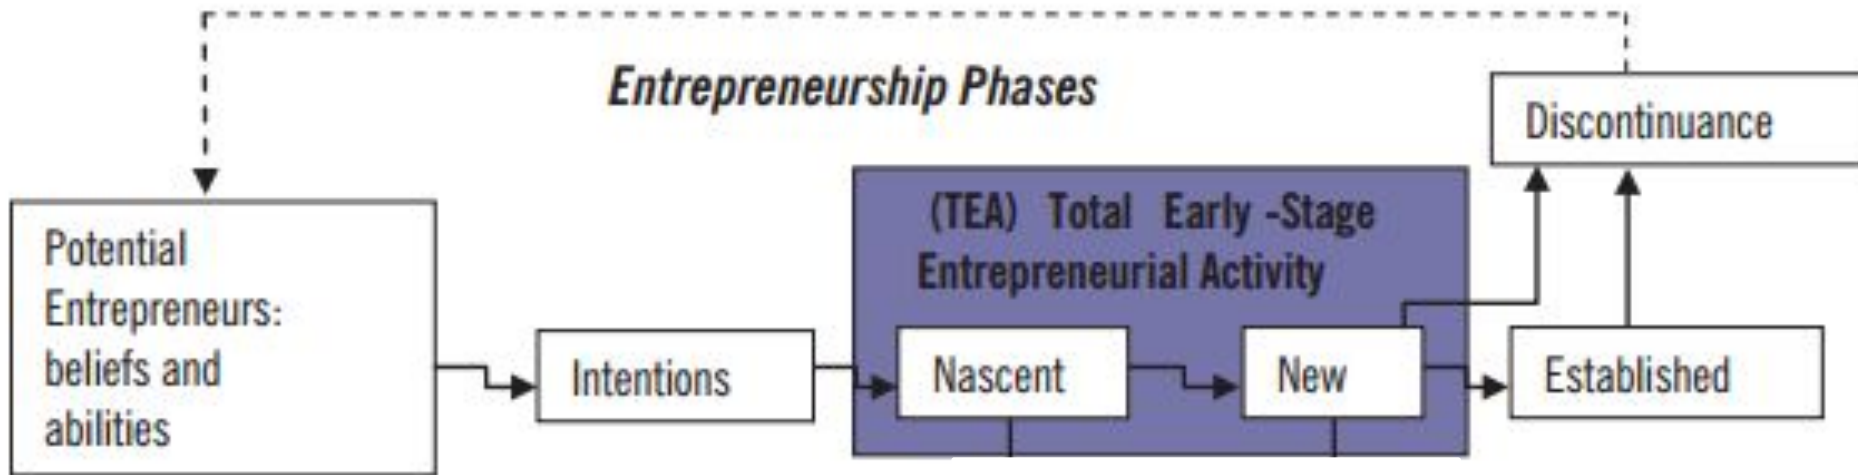 Entrepreneurship Phases
Discontinuance
(TEA) Total Early -Stage
Entrepreneurial Activity
Potential
Entrepreneurs:
beliefs and
abilities
Intentions
Nascent
New
Established